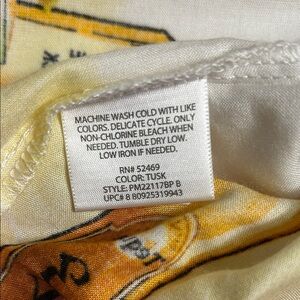 MACHINE WASH COLD WITH LIKE
COLORS. DELICATE CYCLE. ONLY
NON-CHLORINE BLEACH WHEN
NEEDED. TUMBLE DRY LOW.
LOW IRON IF NEEDED.
RN# 52469
COLOR: TUSK
STYLE: PM22117BP B
UPC# 8 80925319943